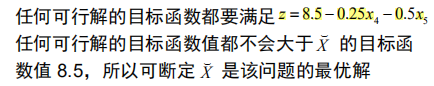 任何可行解的目标函数都要满足 z = 8.5 − 0.25x₄ − 0.5x₅
任何可行解的目标函数值都不会大于 X̄ 的目标函
数值 8.5，所以可断定 X̄ 是该问题的最优解